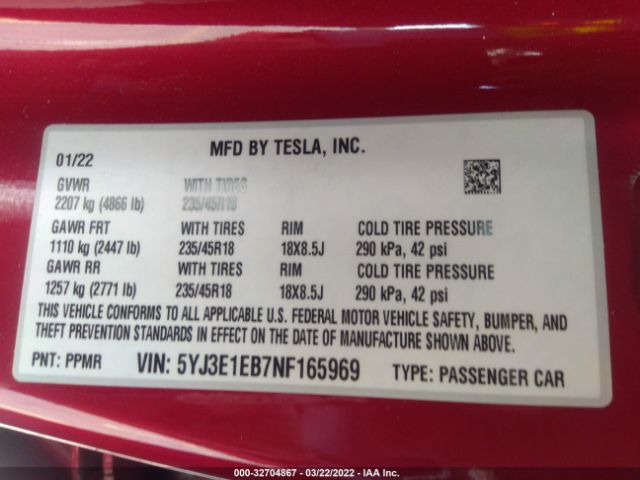 MFD BY TESLA, INC.
01/22
GVWR WITH TIRES
2207 kg (4866 lb) 235/45R18
GAWR FRT WITH TIRES RIM COLD TIRE PRESSURE
1110 kg (2447 lb) 235/45R18 18X8.5J 290 kPa, 42 psi
GAWR RR WITH TIRES RIM COLD TIRE PRESSURE
1257 kg (2771 lb) 235/45R18 18X8.5J 290 kPa, 42 psi
THIS VEHICLE CONFORMS TO ALL APPLICABLE U.S. FEDERAL MOTOR VEHICLE SAFETY, BUMPER, AND
THEFT PREVENTION STANDARDS IN EFFECT ON THE DATE OF MANUFACTURE SHOWN ABOVE.
PNT: PPMR VIN: 5YJ3E1EB7NF165969 TYPE: PASSENGER CAR
000-32704867 - 03/22/2022 - IAA Inc.